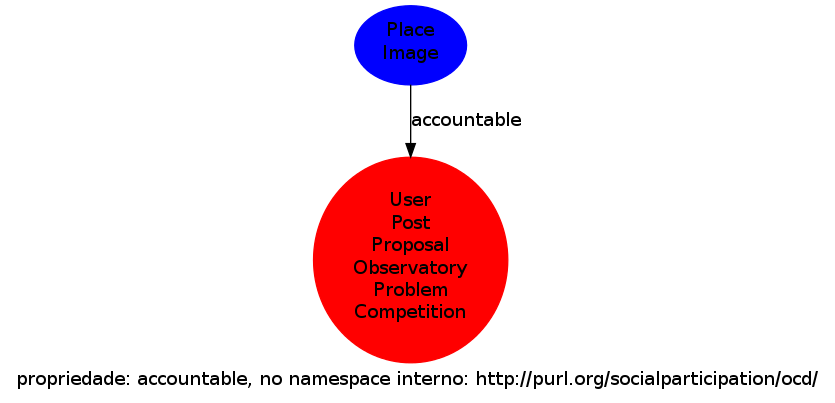 Place
Image
accountable
User
Post
Proposal
Observatory
Problem
Competition
propriedade: accountable, no namespace interno: http://purl.org/socialparticipation/ocd/